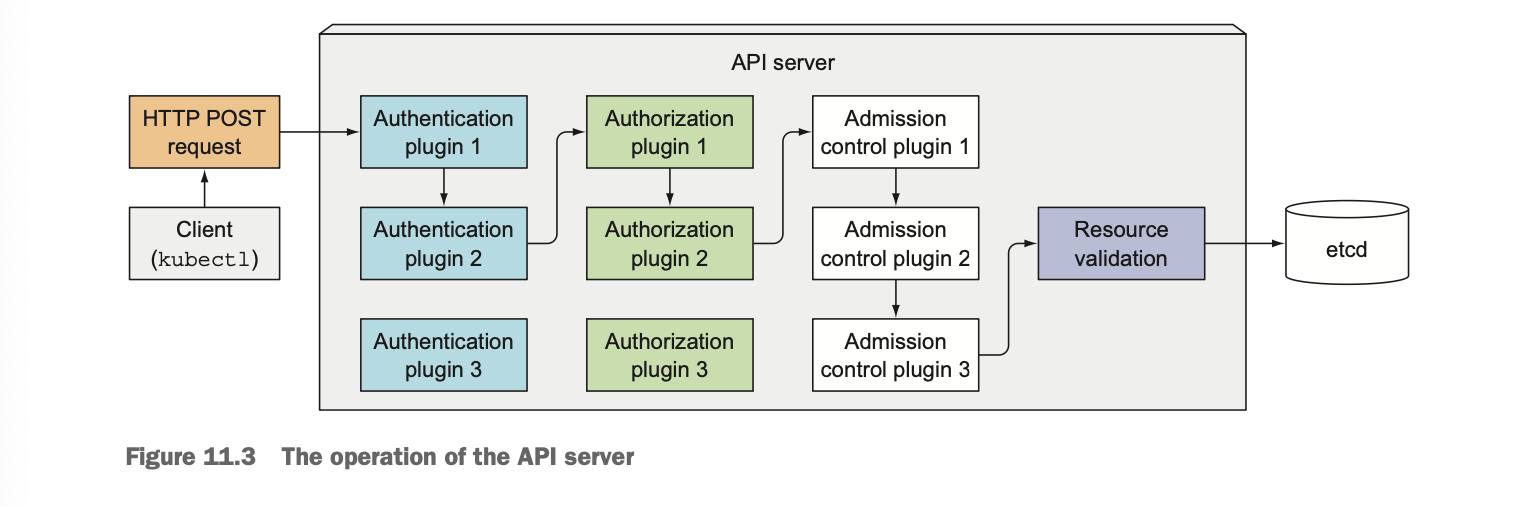 API server
HTTP POST
request
Client
(kubectl)
Authentication
plugin 1
Authentication
plugin 2
Authentication
plugin 3
Authorization
plugin 1
Authorization
plugin 2
Authorization
plugin 3
Admission
control plugin 1
Admission
control plugin 2
Admission
control plugin 3
Resource
validation
etcd
Figure 11.3 The operation of the API server